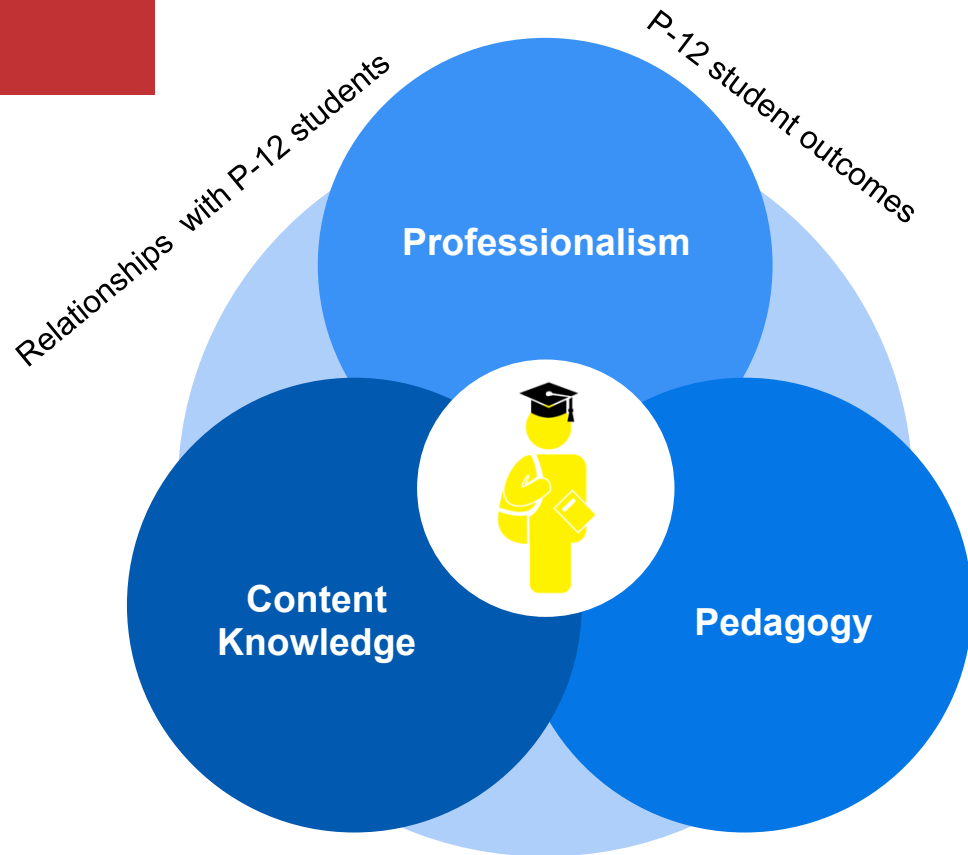 Relationships with P-12 students
P-12 student outcomes
Professionalism
Content
Knowledge
Pedagogy